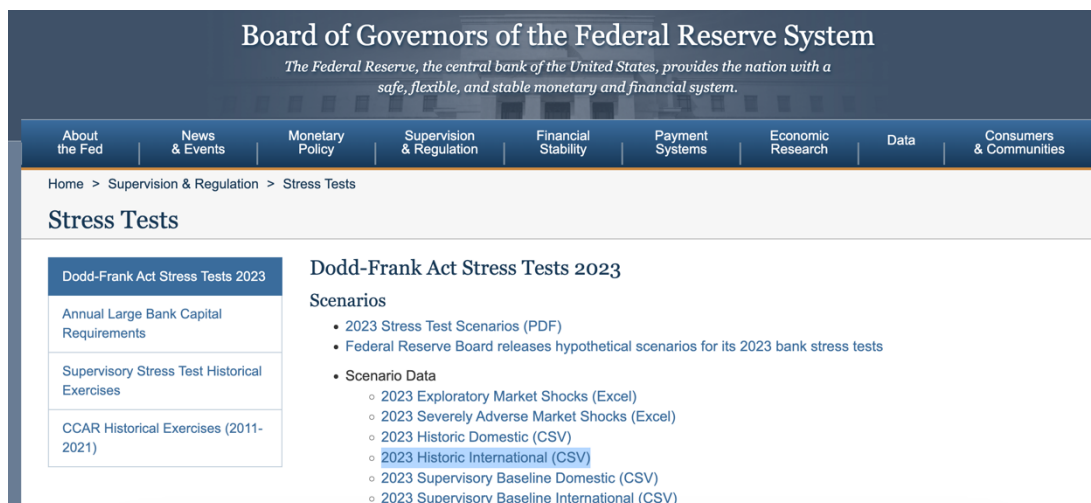 Board of Governors of the Federal Reserve System
The Federal Reserve, the central bank of the United States, provides the nation with a
safe, flexible, and stable monetary and financial system.
About
the Fed
News
& Events
Monetary
Policy
Supervision
& Regulation
Financial
Stability
Payment
Systems
Economic
Research
Data
Consumers
& Communities
Home > Supervision & Regulation > Stress Tests
Stress Tests
Dodd-Frank Act Stress Tests 2023
Annual Large Bank Capital
Requirements
Supervisory Stress Test Historical
Exercises
CCAR Historical Exercises (2011-
2021)
Dodd-Frank Act Stress Tests 2023
Scenarios
• 2023 Stress Test Scenarios (PDF)
• Federal Reserve Board releases hypothetical scenarios for its 2023 bank stress tests
• Scenario Data
◦ 2023 Exploratory Market Shocks (Excel)
◦ 2023 Severely Adverse Market Shocks (Excel)
◦ 2023 Historic Domestic (CSV)
◦ 2023 Historic International (CSV)
◦ 2023 Supervisory Baseline Domestic (CSV)
◦ 2023 Supervisory Baseline International (CSV)